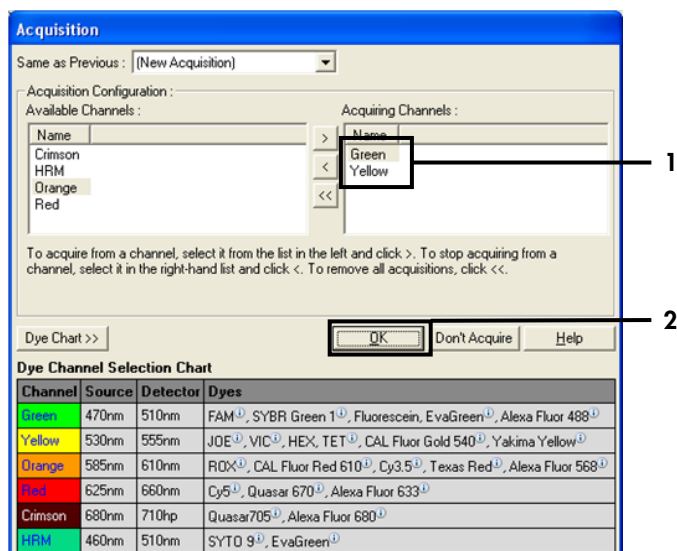 Acquisition
Same as Previous : (New Acquisition)
Acquisition Configuration :
Available Channels :
Acquiring Channels :
Name
Crimson
HRM
Orange
Red
>
<
<<
Name
Green
Yellow
1
To acquire from a channel, select it from the list in the left and click >. To stop acquiring from a
channel, select it in the right-hand list and click <. To remove all acquisitions, click <<.
2
Dye Chart >> OK Don't Acquire Help
Dye Channel Selection Chart
Channel Source Detector Dyes
Green 470nm 510nm FAM, SYBR Green 1, Fluorescein, EvaGreen, Alexa Fluor 488
Yellow 530nm 555nm JOE, VIC, HEX, TET, CAL Fluor Gold 540, Yakima Yellow
Orange 585nm 610nm ROX, CAL Fluor Red 610, Cy3.5, Texas Red, Alexa Fluor 568
Red 625nm 660nm Cy5, Quasar 670, Alexa Fluor 633
Crimson 680nm 710hp Quasar705, Alexa Fluor 680
HRM 460nm 510nm SYTO 9, EvaGreen